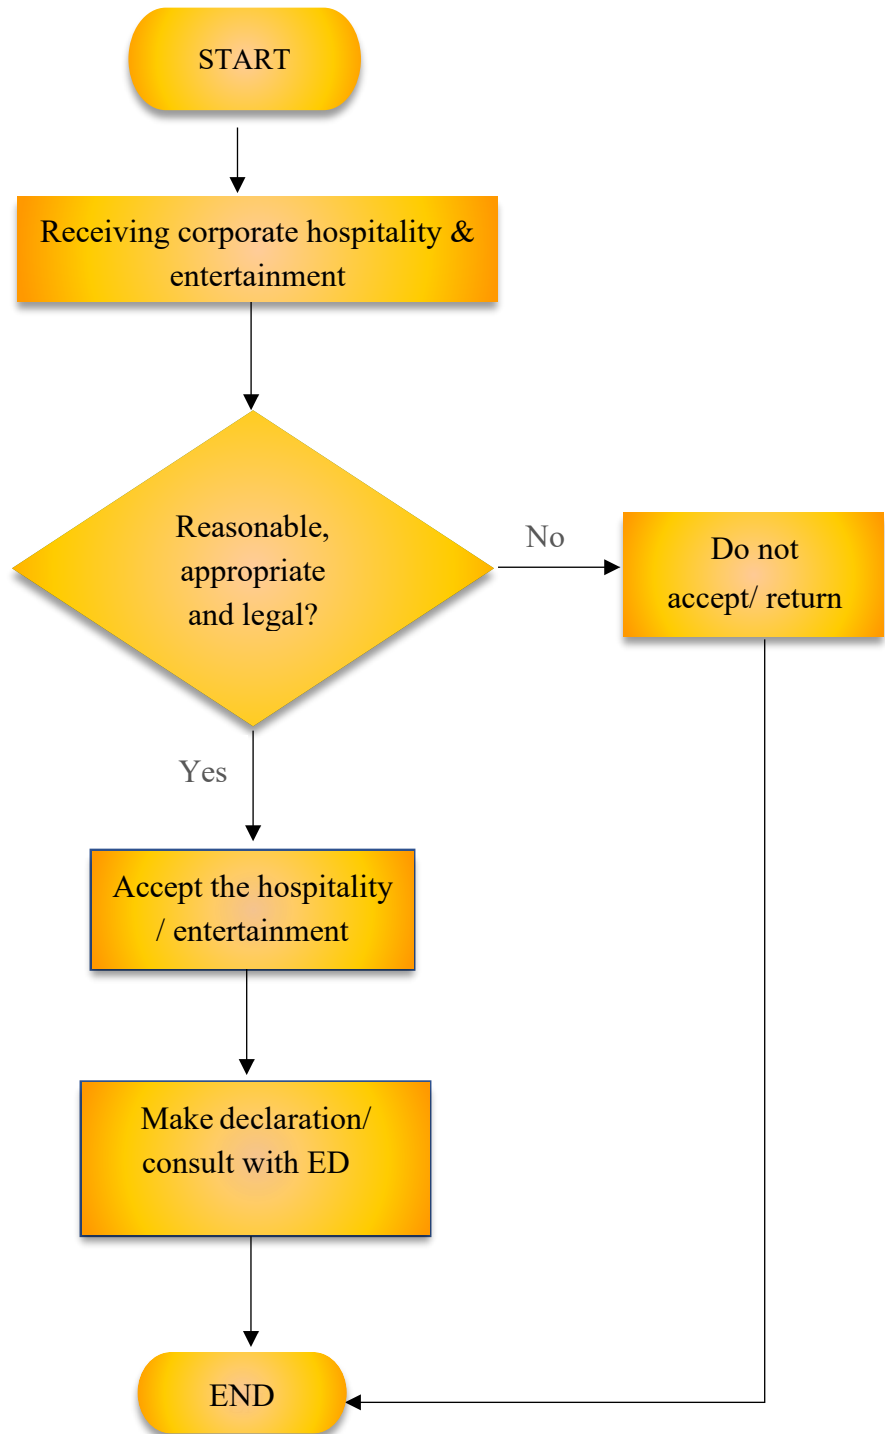 START
Receiving corporate hospitality &
entertainment
Reasonable,
appropriate
and legal?
No
Do not
accept/ return
Yes
Accept the hospitality
/ entertainment
Make declaration/
consult with ED
END